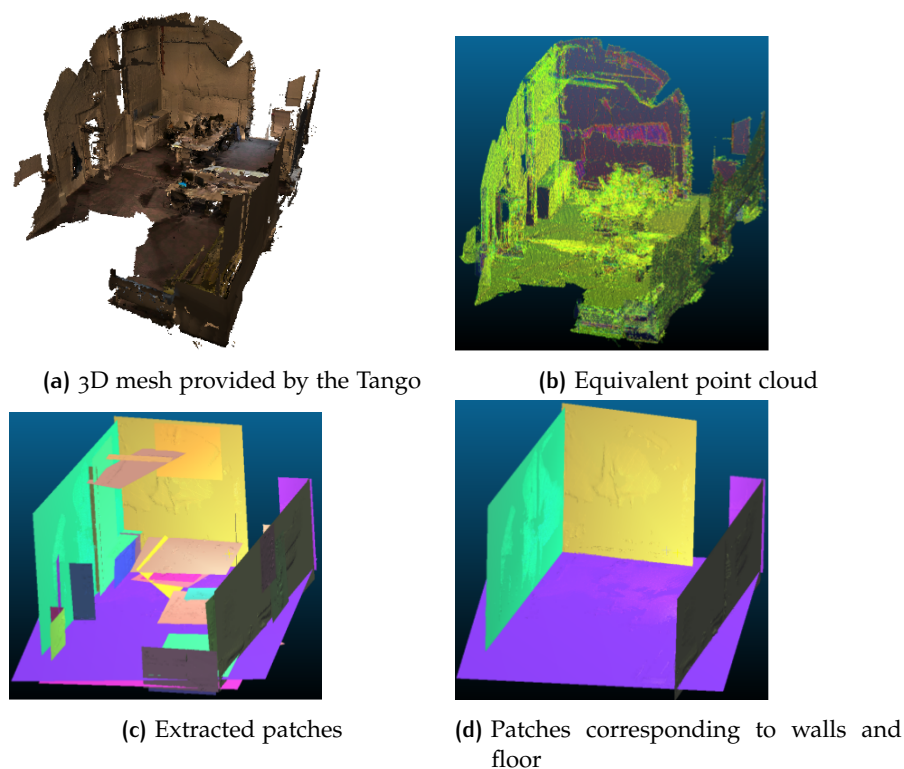 (a) 3D mesh provided by the Tango
(b) Equivalent point cloud
(c) Extracted patches
(d) Patches corresponding to walls and
floor